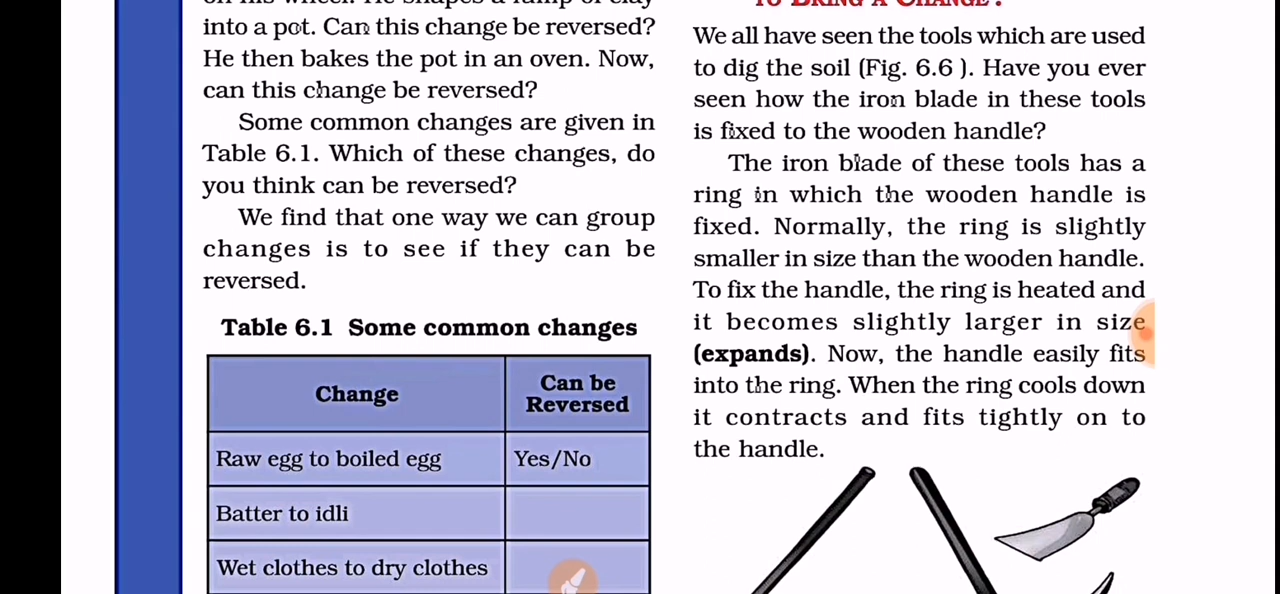 into a pot. Can this change be reversed?
He then bakes the pot in an oven. Now,
can this change be reversed?
Some common changes are given in
Table 6.1. Which of these changes, do
you think can be reversed?
We find that one way we can group
changes is to see if they can be
reversed.
Table 6.1 Some common changes
Change
Can be
Reversed
Raw egg to boiled egg
Yes/No
Batter to idli
Wet clothes to dry clothes
TO BRING A CHANGE?
We all have seen the tools which are used
to dig the soil (Fig. 6.6 ). Have you ever
seen how the iron blade in these tools
is fixed to the wooden handle?
The iron blade of these tools has a
ring in which the wooden handle is
fixed. Normally, the ring is slightly
smaller in size than the wooden handle.
To fix the handle, the ring is heated and
it becomes slightly larger in size
(expands). Now, the handle easily fits
into the ring. When the ring cools down
it contracts and fits tightly on to
the handle.